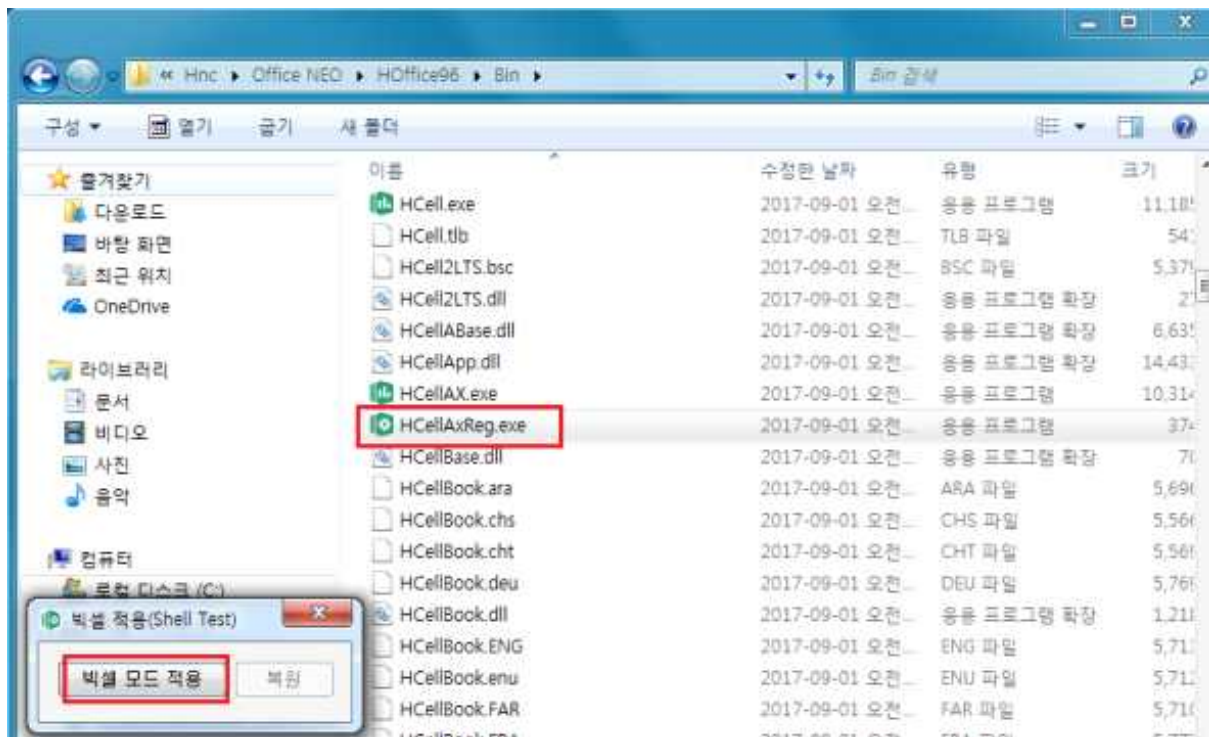 « Hnc ▸ Office NEO ▸ HOffice96 ▸ Bin ▸ Bin 검색
구성 열기 굽기 새 폴더
이름 수정한 날짜 유형 크기
즐겨찾기
다운로드
바탕 화면
최근 위치
OneDrive
라이브러리
문서
비디오
사진
음악
컴퓨터
로컬 디스크 (C:)
HCell.exe 2017-09-01 오전... 응용 프로그램
HCell.tlb 2017-09-01 오전... TLB 파일
HCell2LTS.bsc 2017-09-01 오전... BSC 파일
HCell2LTS.dll 2017-09-01 오전... 응용 프로그램 확장
HCellABase.dll 2017-09-01 오전... 응용 프로그램 확장
HCellApp.dll 2017-09-01 오전... 응용 프로그램 확장
HCellAX.exe 2017-09-01 오전... 응용 프로그램
HCellAxReg.exe 2017-09-01 오전... 응용 프로그램
HCellBase.dll 2017-09-01 오전... 응용 프로그램 확장
HCellBook.ara 2017-09-01 오전... ARA 파일
HCellBook.chs 2017-09-01 오전... CHS 파일
HCellBook.cht 2017-09-01 오전... CHT 파일
HCellBook.deu 2017-09-01 오전... DEU 파일
HCellBook.dll 2017-09-01 오전... 응용 프로그램 확장
HCellBook.ENG 2017-09-01 오전... ENG 파일
HCellBook.enu 2017-09-01 오전... ENU 파일
HCellBook.FAR 2017-09-01 오전... FAR 파일
빅셀 적용(Shell Test)
빅셀 모드 적용 복원